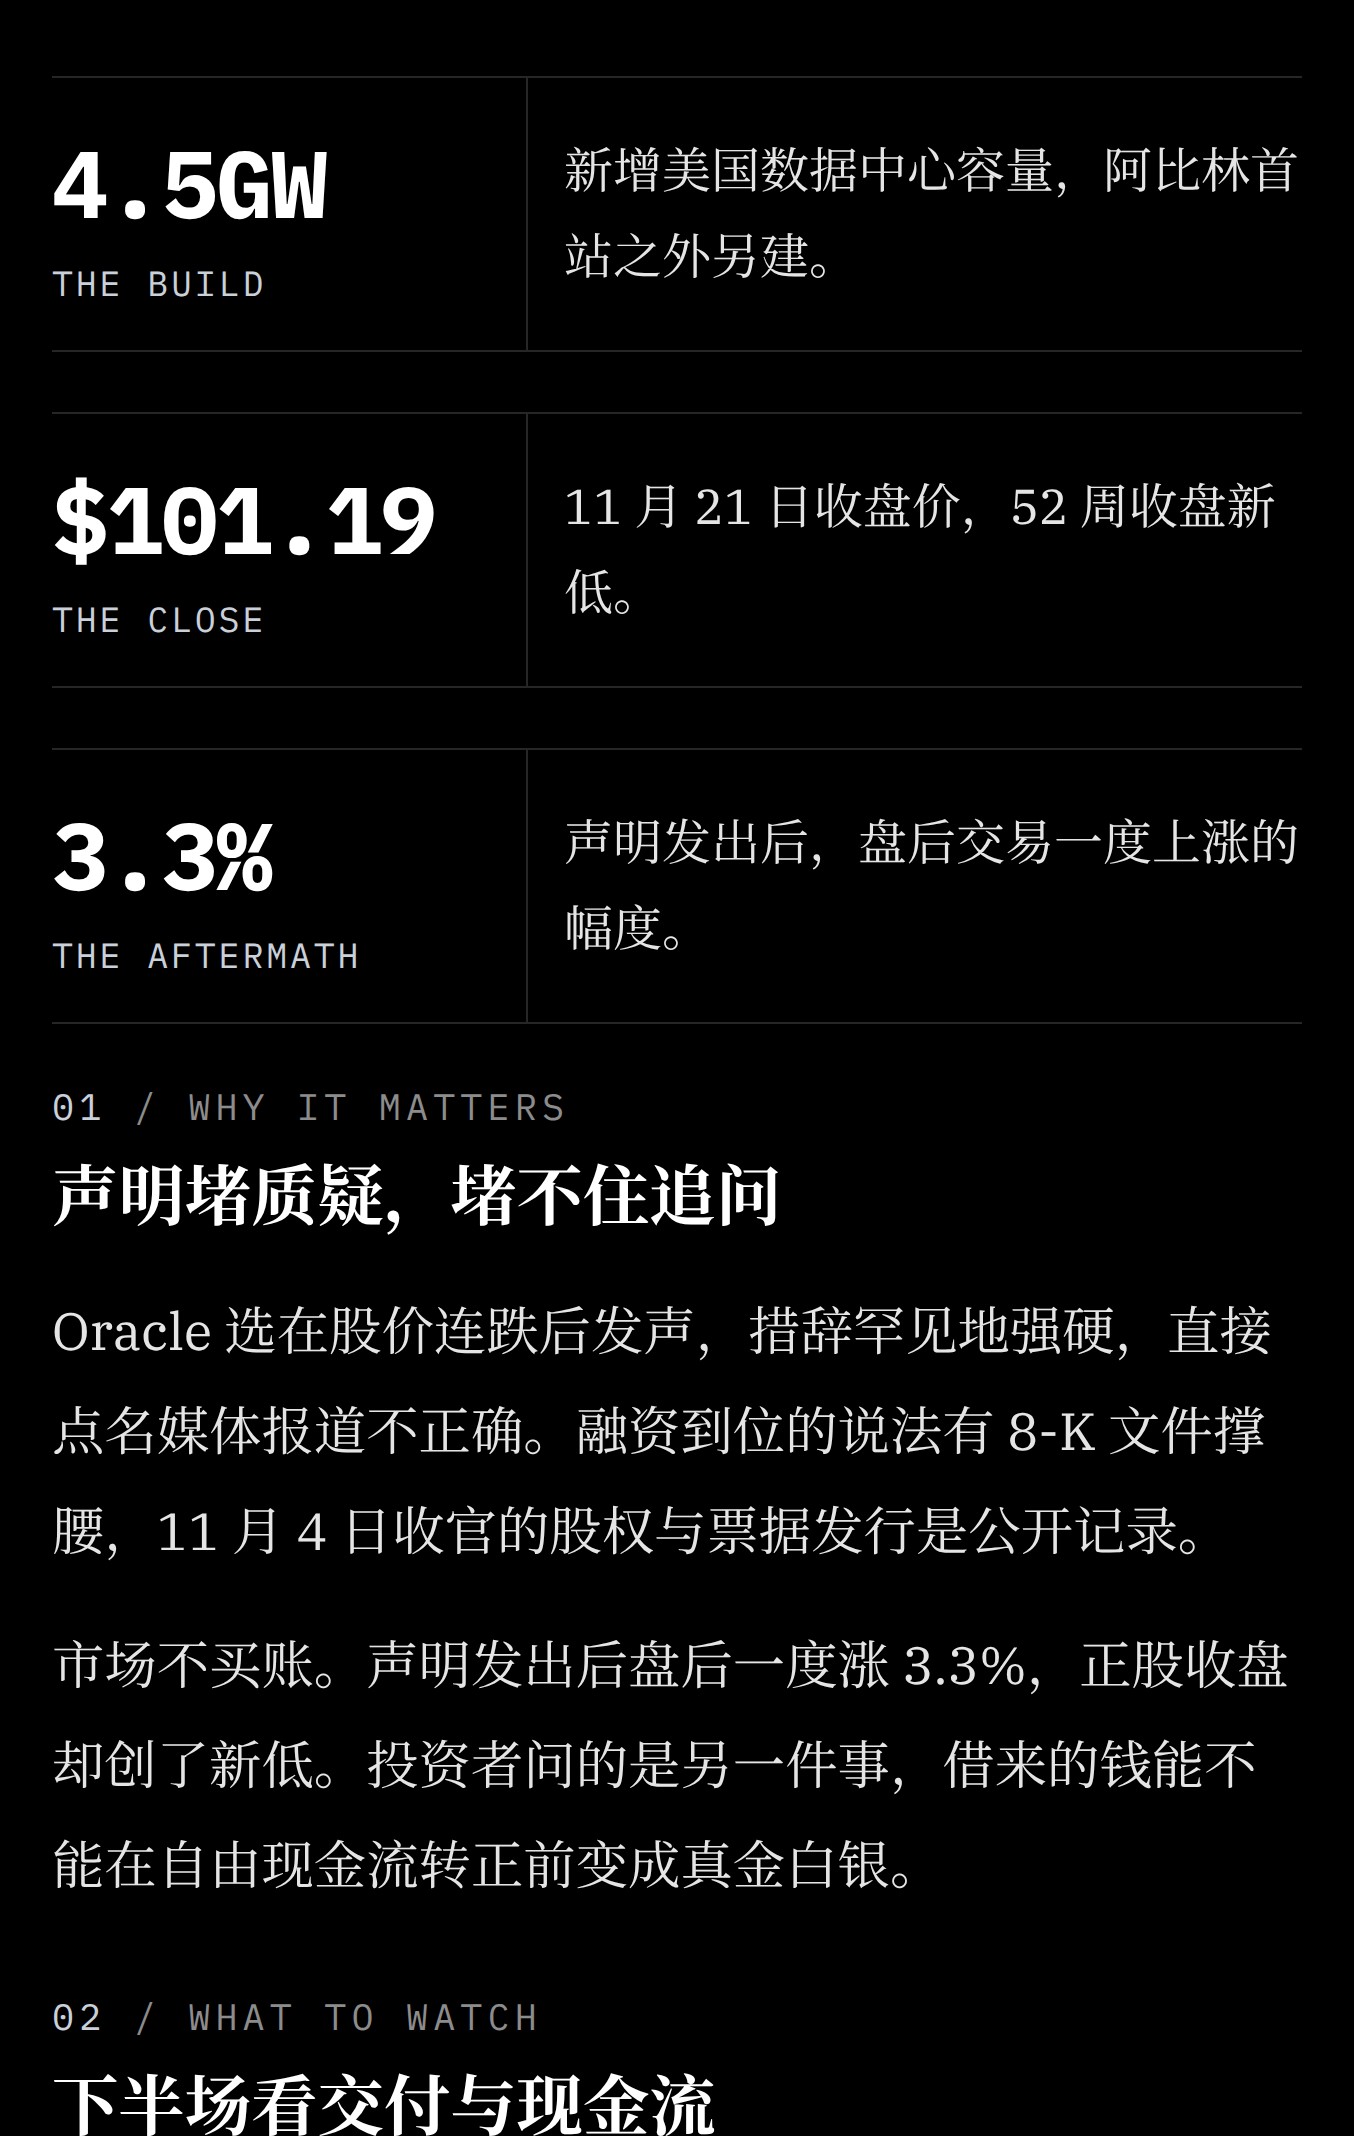 4.5GW
THE BUILD
新增美国数据中心容量，阿比林首
站之外另建。
$101.19
THE CLOSE
11 月 21 日收盘价，52 周收盘新
低。
3.3%
THE AFTERMATH
声明发出后，盘后交易一度上涨的
幅度。
01 / WHY IT MATTERS
声明堵质疑，堵不住追问
Oracle 选在股价连跌后发声，措辞罕见地强硬，直接
点名媒体报道不正确。融资到位的说法有 8-K 文件撑
腰，11 月 4 日收官的股权与票据发行是公开记录。
市场不买账。声明发出后盘后一度涨 3.3%，正股收盘
却创了新低。投资者问的是另一件事，借来的钱能不
能在自由现金流转正前变成真金白银。
02 / WHAT TO WATCH
下半场看交付与现金流